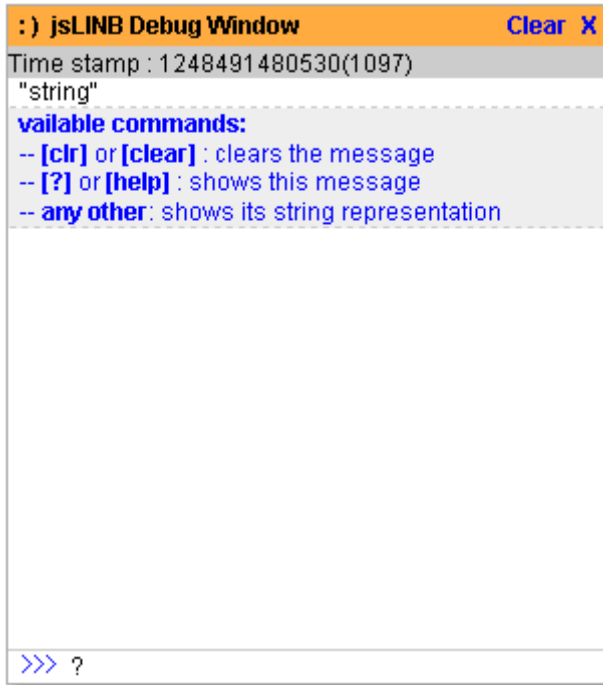 :) jsLINB Debug Window Clear X
Time stamp : 1248491480530(1097)
"string"
vailable commands:
-- [clr] or [clear] : clears the message
-- [?] or [help] : shows this message
-- any other: shows its string representation
>>> ?